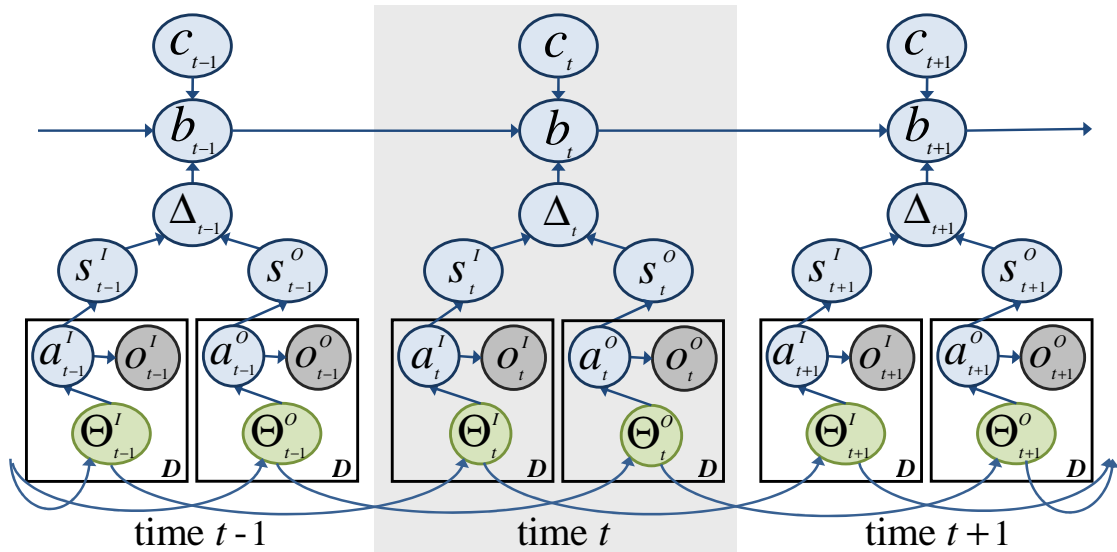 c_{t-1} c_t c_{t+1}
b_{t-1} b_t b_{t+1}
Δ_{t-1} Δ_t Δ_{t+1}
s^I_{t-1} s^O_{t-1} s^I_t s^O_t s^I_{t+1} s^O_{t+1}
a^I_{t-1} o^I_{t-1} a^O_{t-1} o^O_{t-1} a^I_t o^I_t a^O_t o^O_t a^I_{t+1} o^I_{t+1} a^O_{t+1} o^O_{t+1}
Θ^I_{t-1} Θ^O_{t-1} Θ^I_t Θ^O_t Θ^I_{t+1} Θ^O_{t+1}
D D D D D D
time t-1 time t time t+1